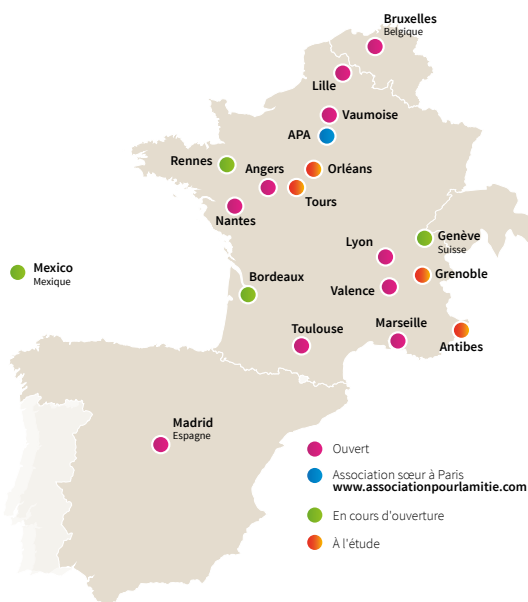 Bruxelles
Belgique
Lille
Vaumoise
APA
Rennes
Angers
Orléans
Tours
Nantes
Genève
Suisse
Lyon
Mexico
Mexique
Grenoble
Bordeaux
Valence
Toulouse
Marseille
Antibes
Madrid
Espagne
Ouvert
Association sœur à Paris
www.associationpourlamitie.com
En cours d'ouverture
À l'étude